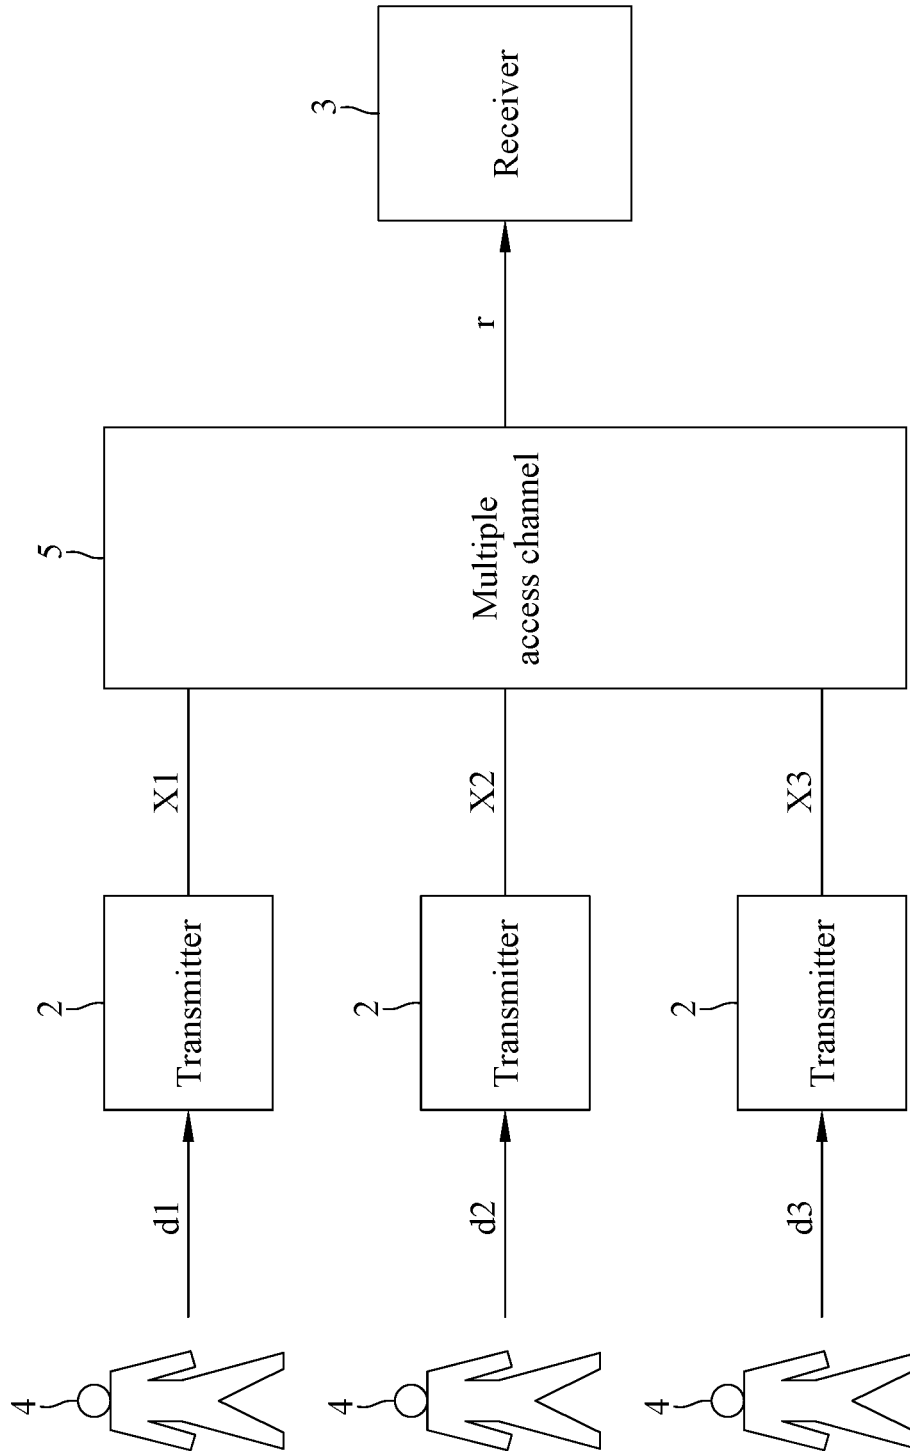 4
d1
2
Transmitter
X1
4
d2
2
Transmitter
X2
4
d3
2
Transmitter
X3
5
Multiple
access channel
r
3
Receiver